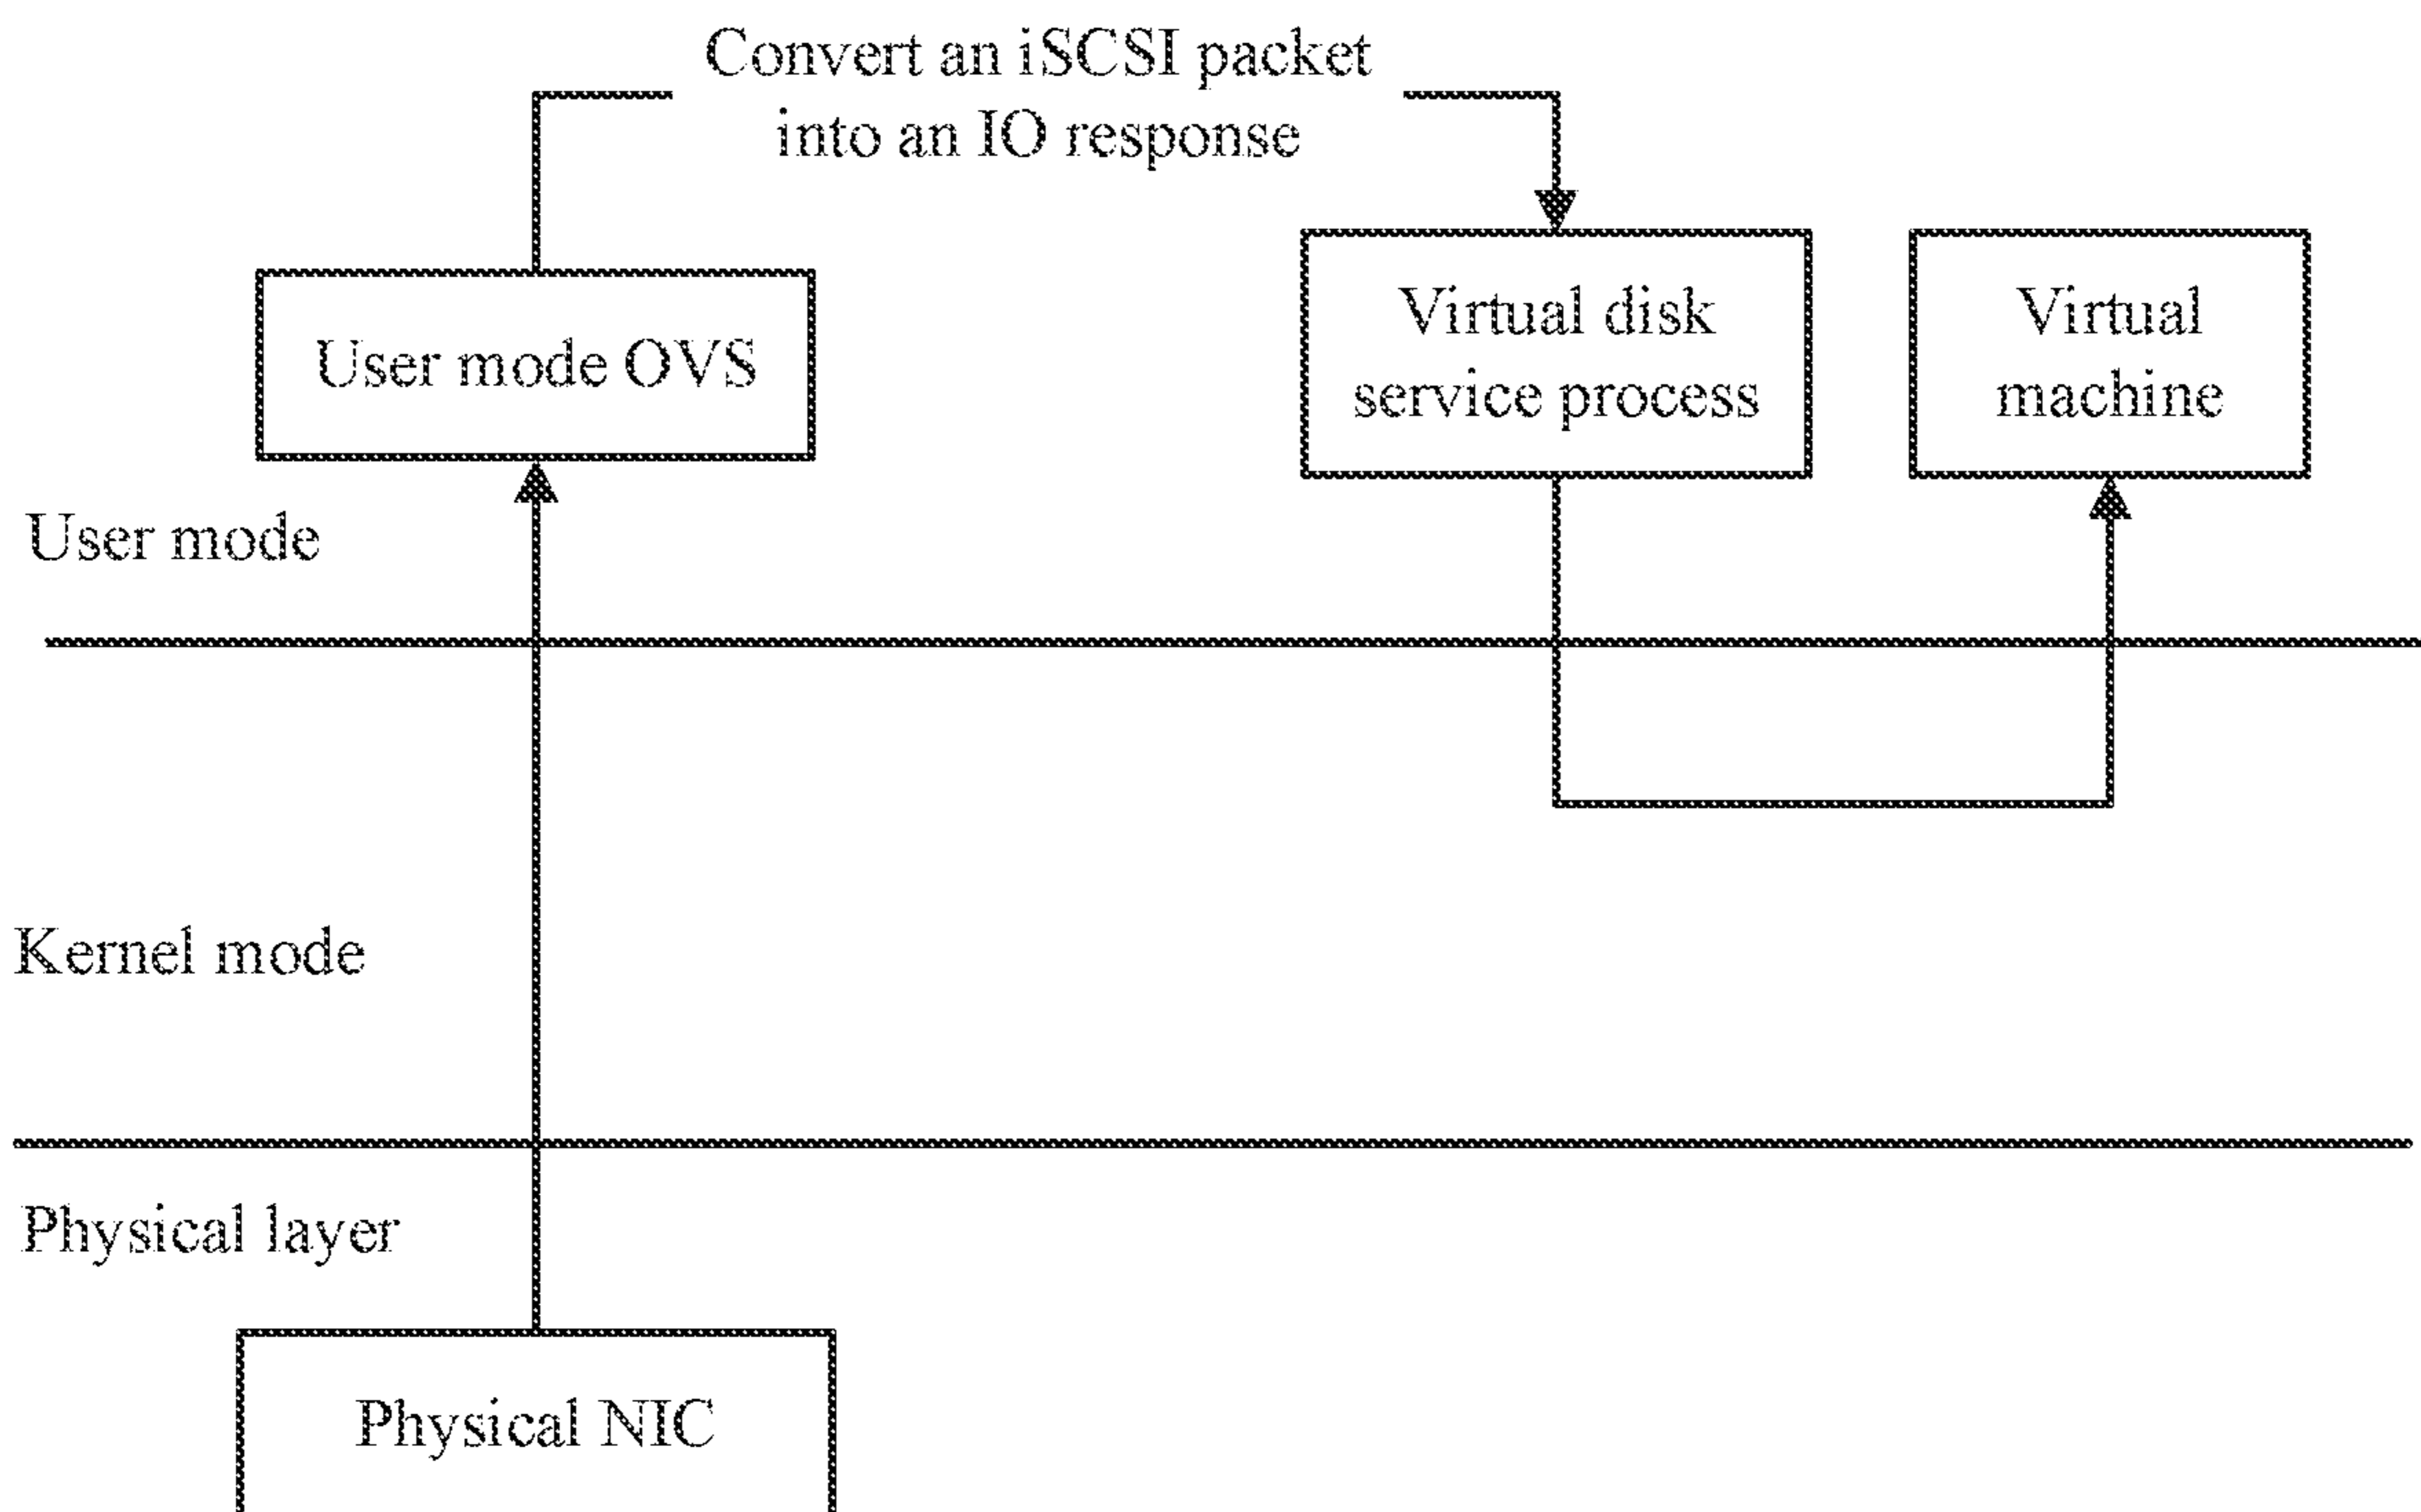 Convert an iSCSI packet
into an IO response
User mode OVS
Virtual disk
service process
Virtual
machine
User mode
Kernel mode
Physical layer
Physical NIC